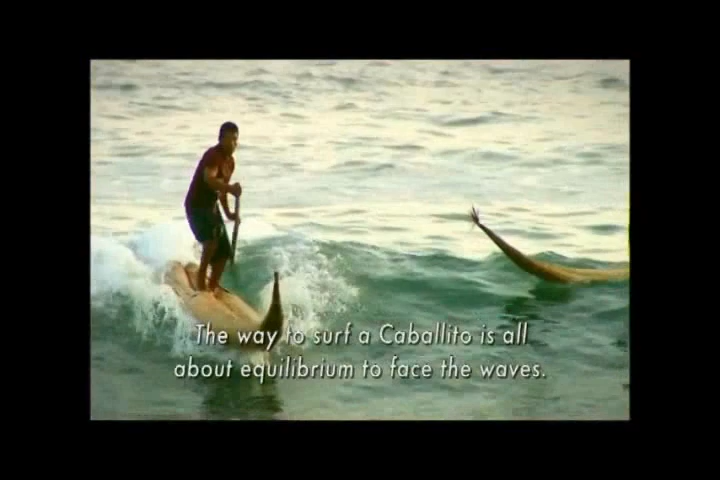 The way to surf a Caballito is all
about equilibrium to face the waves.